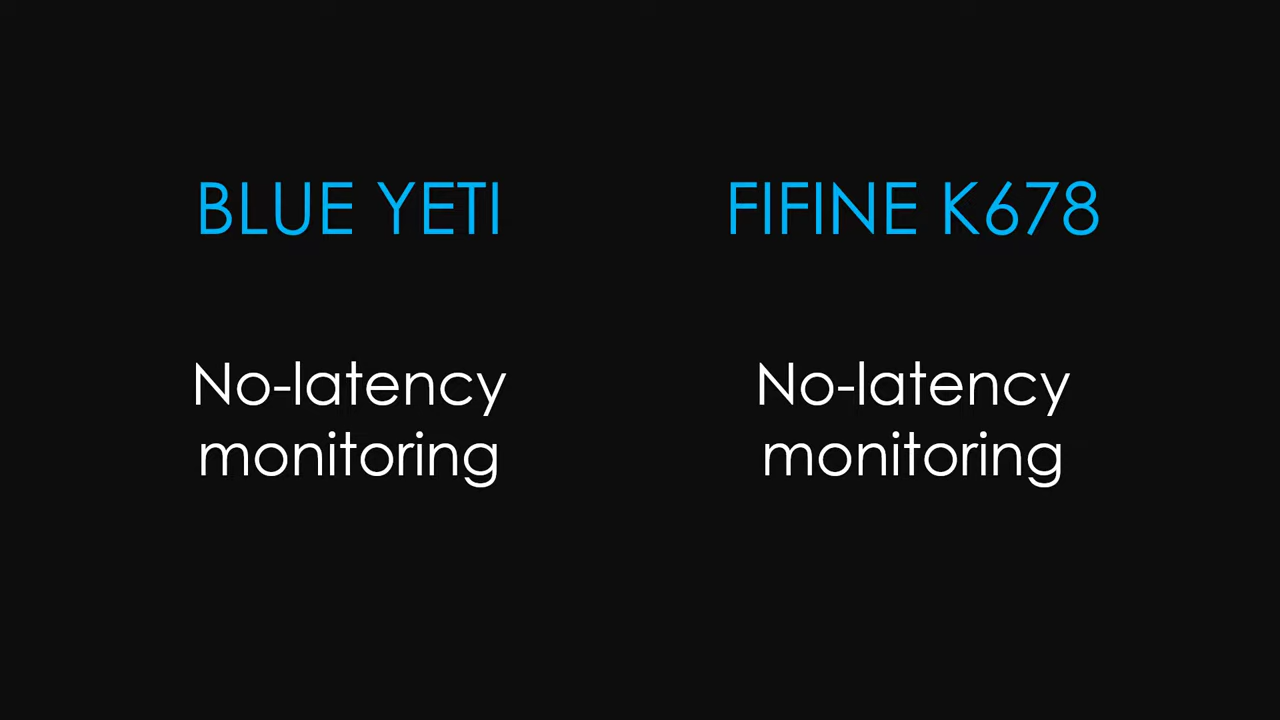 BLUE YETI
No-latency
monitoring
FIFINE K678
No-latency
monitoring